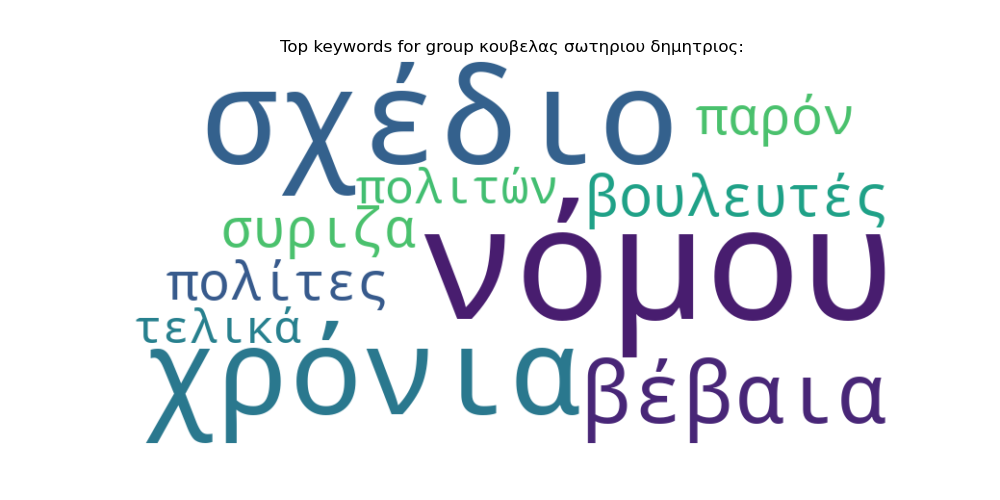 Top keywords for group κουβελας σωτηριου δημητριος:
σχέδιο
παρόν
πολιτών
βουλευτές
συριζα
νόμου
πολίτες
τελικά
χρόνια
βέβαια